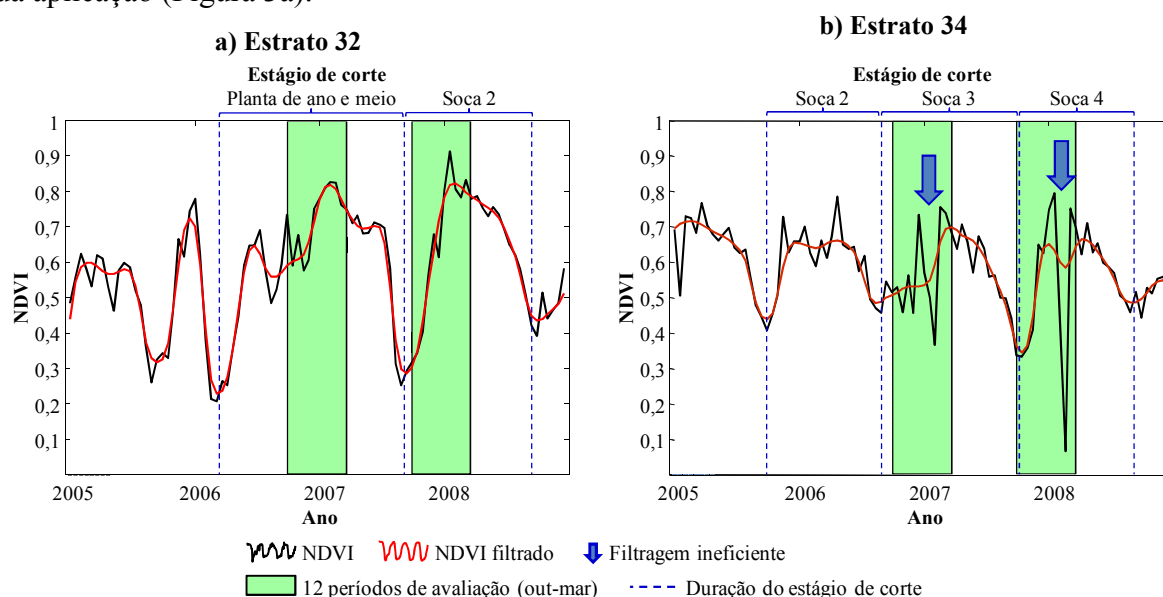 da aplicação (Figura 3a).
a) Estrato 32
Estágio de corte
Planta de ano e meio Soca 2
1
0,9
0,8
0,7
0,6
0,5
0,4
0,3
0,2
0,1
NDVI
2005 2006 2007 2008
Ano
b) Estrato 34
Estágio de corte
Soca 2 Soca 3 Soca 4
1
0,9
0,8
0,7
0,6
0,5
0,4
0,3
0,2
0,1
NDVI
2005 2006 2007 2008
Ano
NDVI NDVI filtrado Filtragem ineficiente
12 períodos de avaliação (out-mar) Duração do estágio de corte